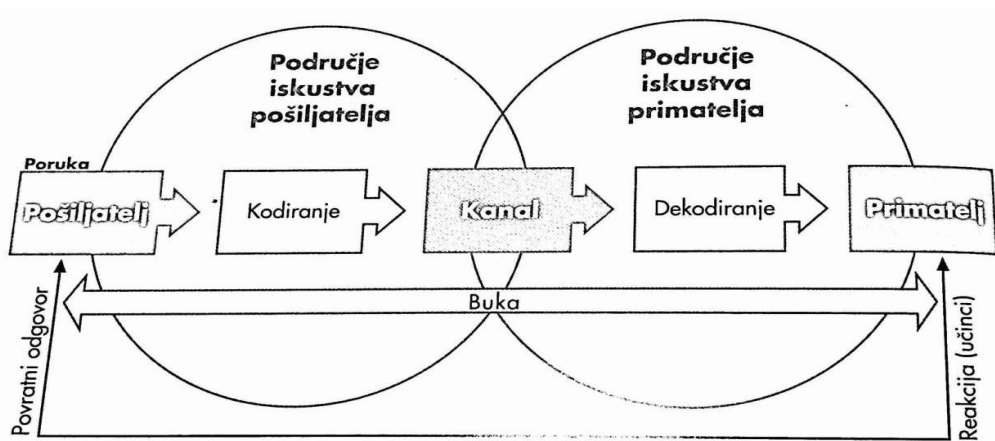 Područje
iskustva
pošiljatelja
Područje
iskustva
primatelja
Poruka
Pošiljatelj
Kodiranje
Kanal
Dekodiranje
Primatelj
Buka
Povratni odgovor
Reakcija (učinci)